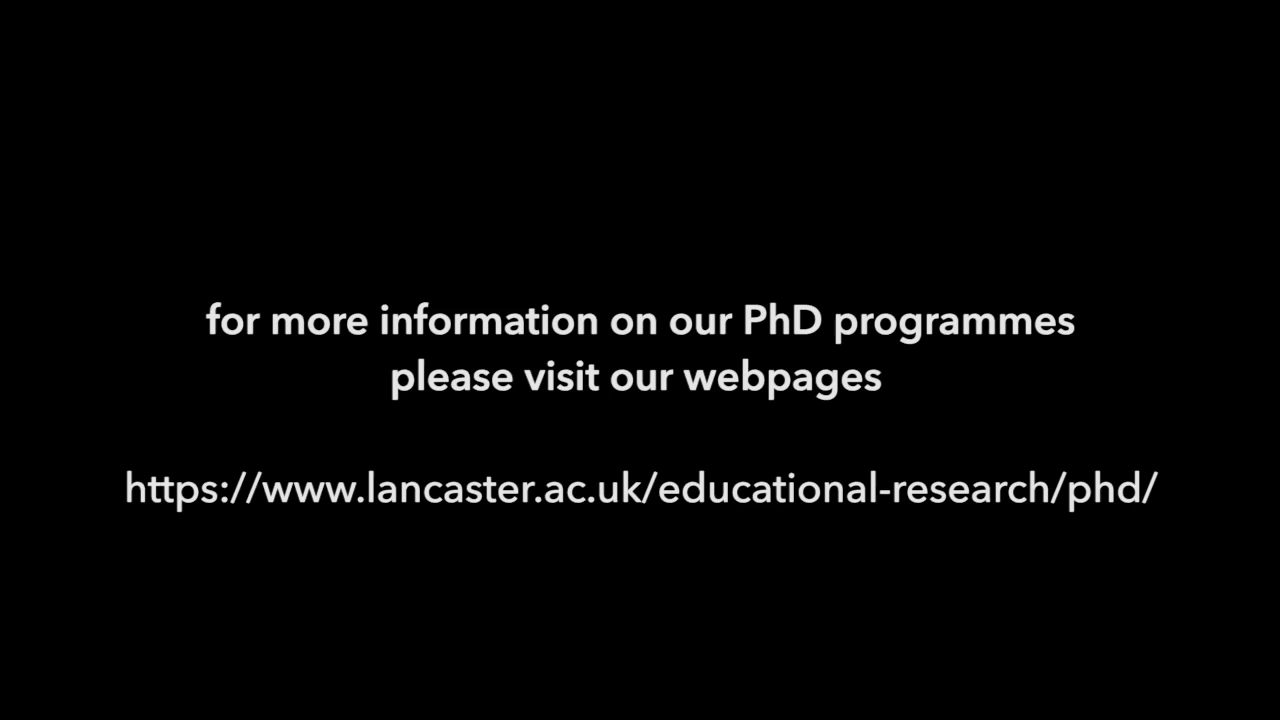 for more information on our PhD programmes
please visit our webpages
https://www.lancaster.ac.uk/educational-research/phd/